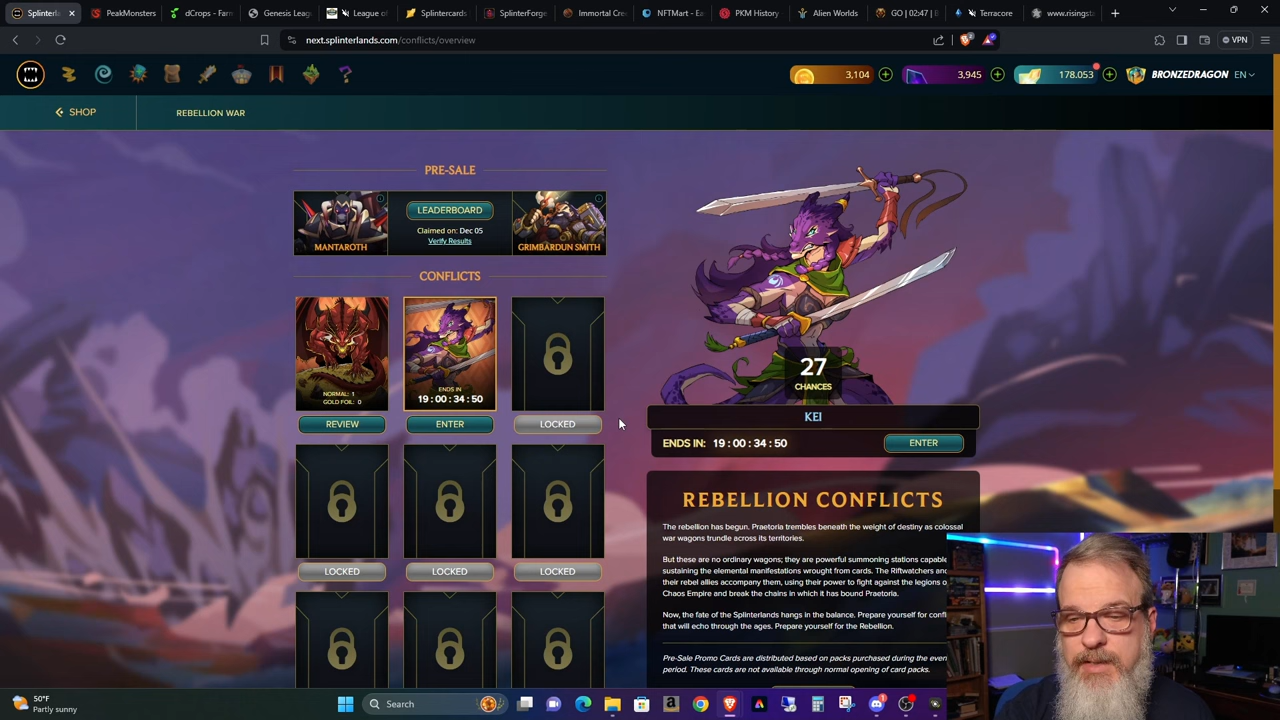 Splinterl
PeakMonsters
dCrops - Farm
Genesis Leag
League of
Splintercards
SplinterForge
Immortal Cre
NFTMart - Ea
PKM History
Alien Worlds
GO | 02:47 | B
Terracore
www.risingsta
next.splinterlands.com/conflicts/overview
VPN
3,104
3,945
178.053
BRONZEDRAGON
EN
SHOP
REBELLION WAR
PRE-SALE
MANTAROTH
LEADERBOARD
Claimed on: Dec 05
Verify Results
GRIMBARDUN SMITH
CONFLICTS
NORMAL: 1
GOLD FOIL: 0
ENDS IN
19 : 00 : 34 : 50
REVIEW
ENTER
LOCKED
LOCKED
LOCKED
LOCKED
27
CHANCES
KEI
ENDS IN: 19 : 00 : 34 : 50
ENTER
REBELLION CONFLICTS
The rebellion has begun. Praetoria trembles beneath the weight of destiny as colossal
war wagons trundle across its territories.
But these are no ordinary wagons; they are powerful summoning stations capable
sustaining the elemental manifestations wrought from cards. The Riftwatchers and
their rebel allies accompany them, using their power to fight against the legions o
Chaos Empire and break the chains in which it has bound Praetoria.
Now, the fate of the Splinterlands hangs in the balance. Prepare yourself for confl
that will echo through the ages. Prepare yourself for the Rebellion.
Pre-Sale Promo Cards are distributed based on packs purchased during the even
period. These cards are not available through normal opening of card packs.
50°F
Partly sunny
Search